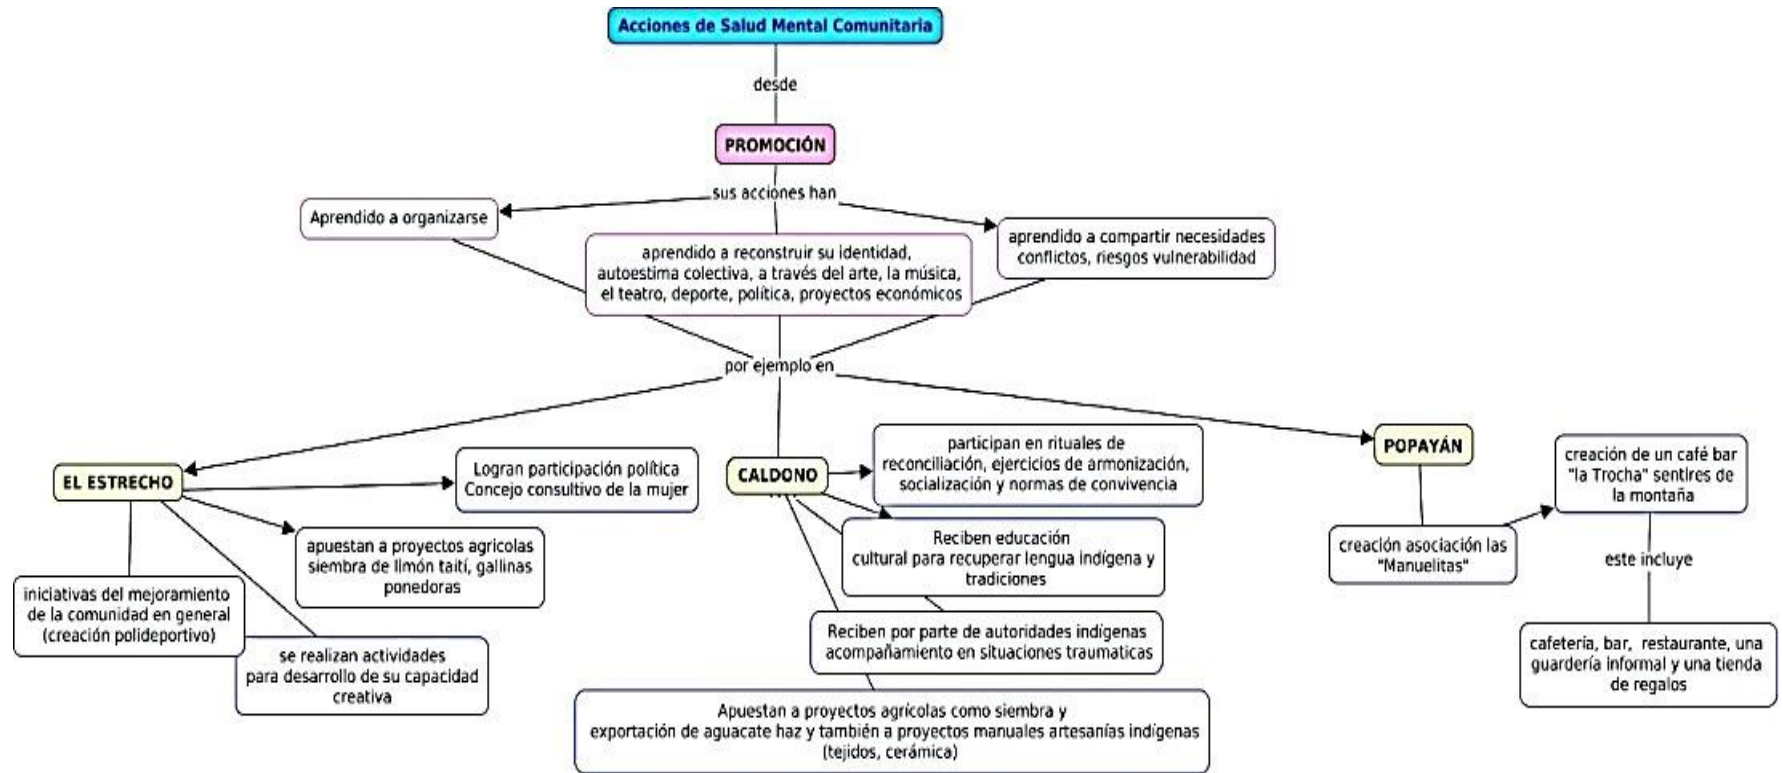 Acciones de Salud Mental Comunitaria
desde
PROMOCIÓN
sus acciones han
Aprendido a organizarse
aprendido a reconstruir su identidad,
autoestima colectiva, a través del arte, la música,
el teatro, deporte, política, proyectos económicos
aprendido a compartir necesidades
conflictos, riesgos vulnerabilidad
por ejemplo en
EL ESTRECHO
Logran participación política
Concejo consultivo de la mujer
apuestan a proyectos agricolas
siembra de limón taití, gallinas
ponedoras
iniciativas del mejoramiento
de la comunidad en general
(creación polideportivo)
se realizan actividades
para desarrollo de su capacidad
creativa
CALDONO
participan en rituales de
reconciliación, ejercicios de armonización,
socialización y normas de convivencia
Reciben educación
cultural para recuperar lengua indígena y
tradiciones
Reciben por parte de autoridades indígenas
acompañamiento en situaciones traumaticas
Apuestan a proyectos agrícolas como siembra y
exportación de aguacate haz y también a proyectos manuales artesanías indígenas
(tejidos, cerámica)
POPAYÁN
creación asociación las
"Manuelitas"
creación de un café bar
"la Trocha" sentires de
la montaña
este incluye
cafetería, bar, restaurante, una
guardería informal y una tienda
de regalos